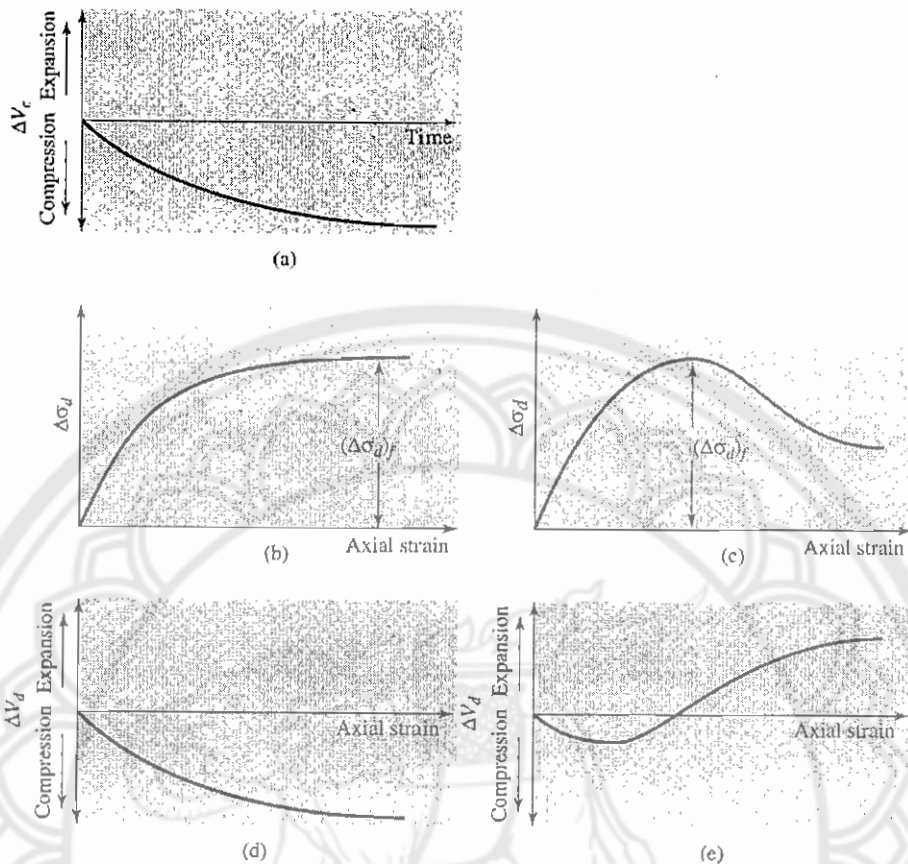 ΔV_c
Compression Expansion
Time
(a)
Δσ_d
(Δσ_d)_f
Axial strain
(b)
Δσ_d
(Δσ_d)_f
Axial strain
(c)
ΔV_d
Compression Expansion
Axial strain
(d)
ΔV_d
Compression Expansion
Axial strain
(e)